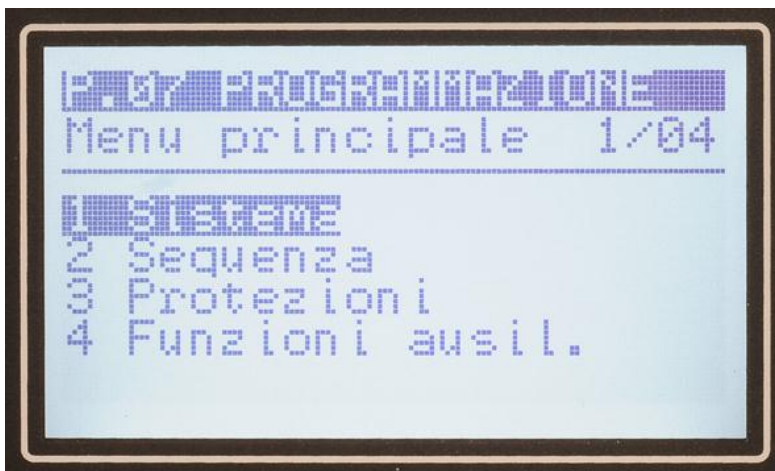 P.07 PROGRAMMAZIONE
Menu principale 1/04
1 Sistema
2 Sequenza
3 Protezioni
4 Funzioni ausil.